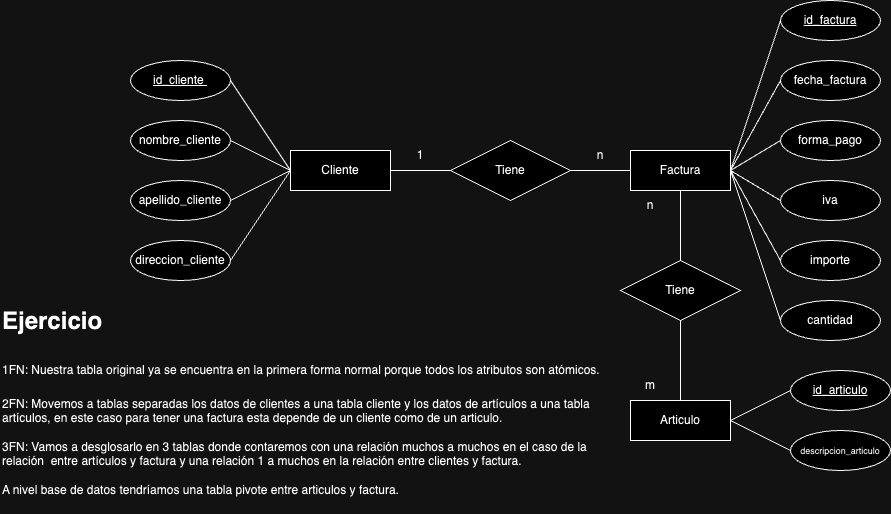 id_factura
id_cliente
fecha_factura
nombre_cliente
forma_pago
1
n
Cliente
Tiene
Factura
apellido_cliente
n
iva
direccion_cliente
importe
Tiene
Ejercicio
cantidad
1FN: Nuestra tabla original ya se encuentra en la primera forma normal porque todos los atributos son atómicos.
m
id_articulo
2FN: Movemos a tablas separadas los datos de clientes a una tabla cliente y los datos de artículos a una tabla
artículos, en este caso para tener una factura esta depende de un cliente como de un articulo.
Articulo
3FN: Vamos a desglosarlo en 3 tablas donde contaremos con una relación muchos a muchos en el caso de la
relación  entre artículos y factura y una relación 1 a muchos en la relación entre clientes y factura.
descripcion_articulo
A nivel base de datos tendríamos una tabla pivote entre articulos y factura.